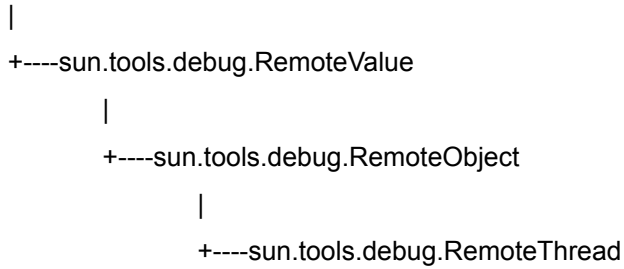 |
+----sun.tools.debug.RemoteValue
|
+----sun.tools.debug.RemoteObject
|
+----sun.tools.debug.RemoteThread